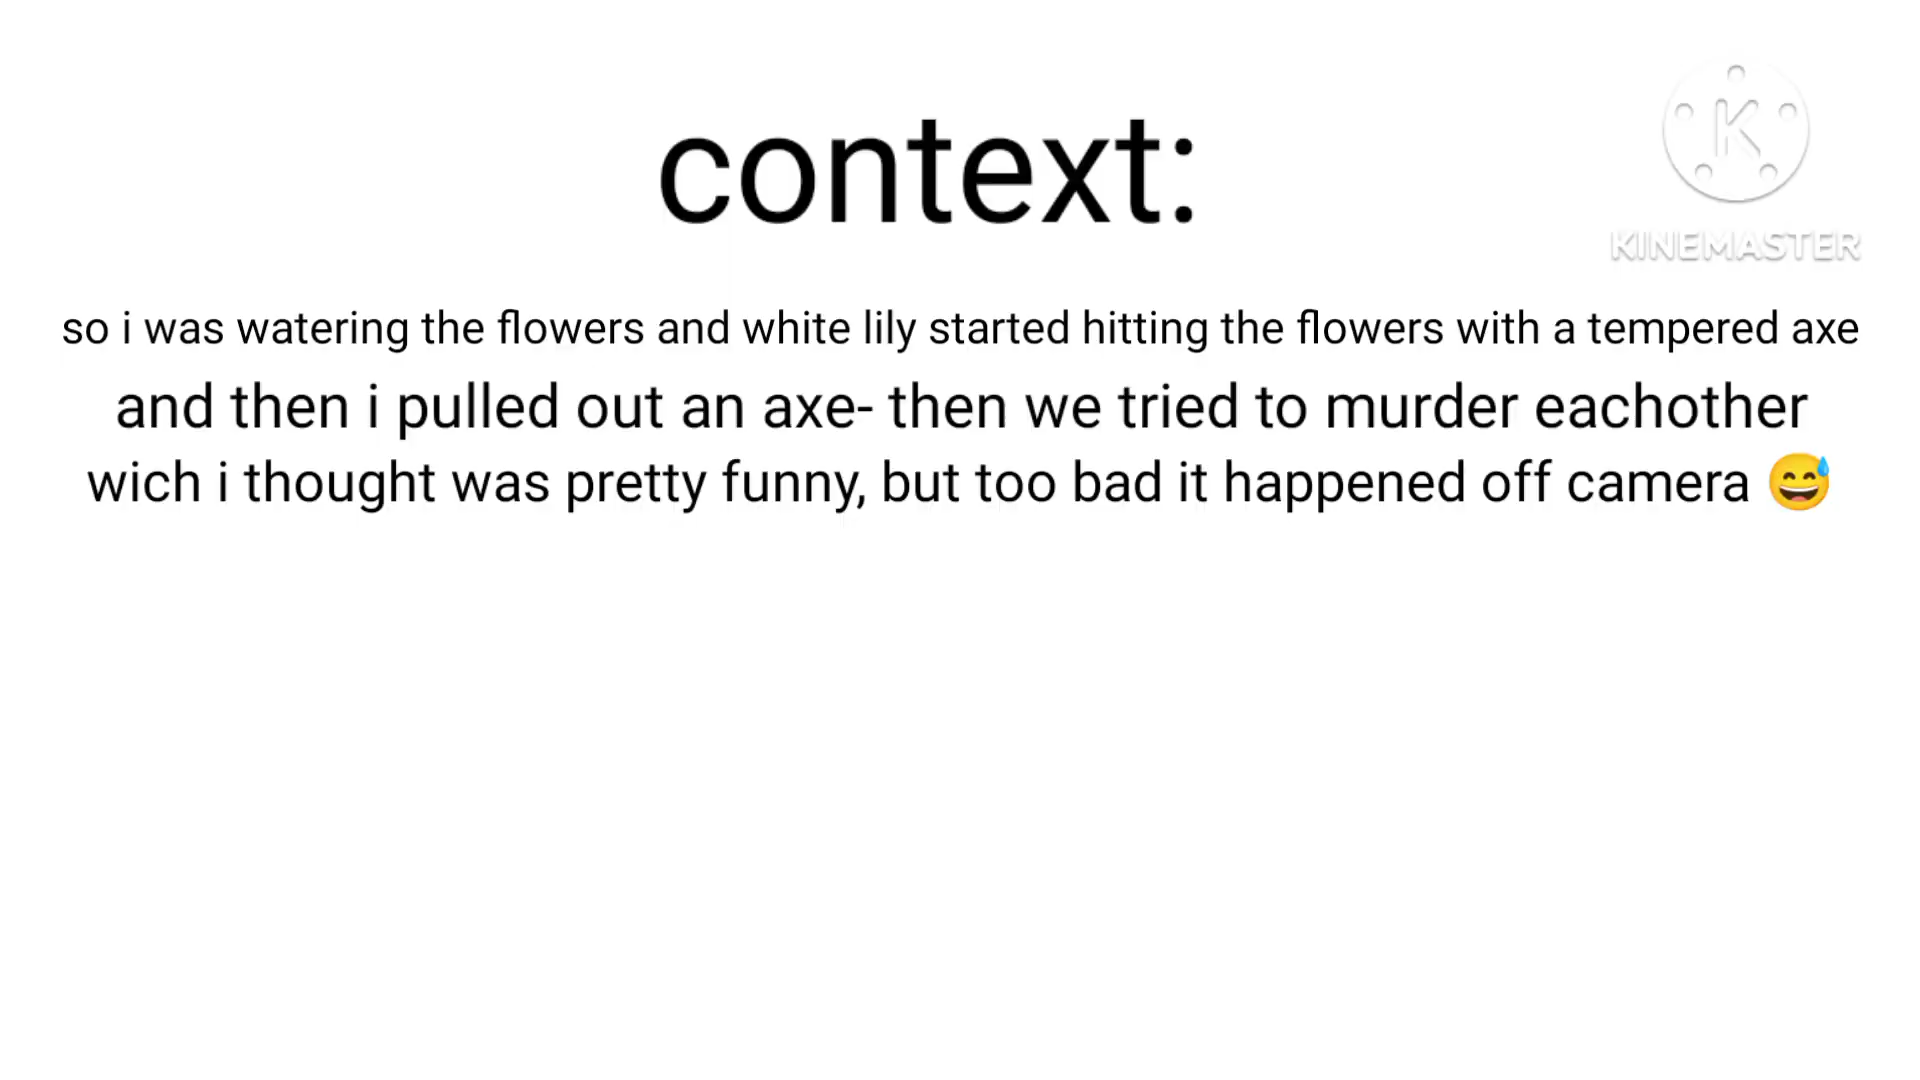 context:
K
KINEMASTER
so i was watering the flowers and white lily started hitting the flowers with a tempered axe
and then i pulled out an axe- then we tried to murder eachother
wich i thought was pretty funny, but too bad it happened off camera 😅